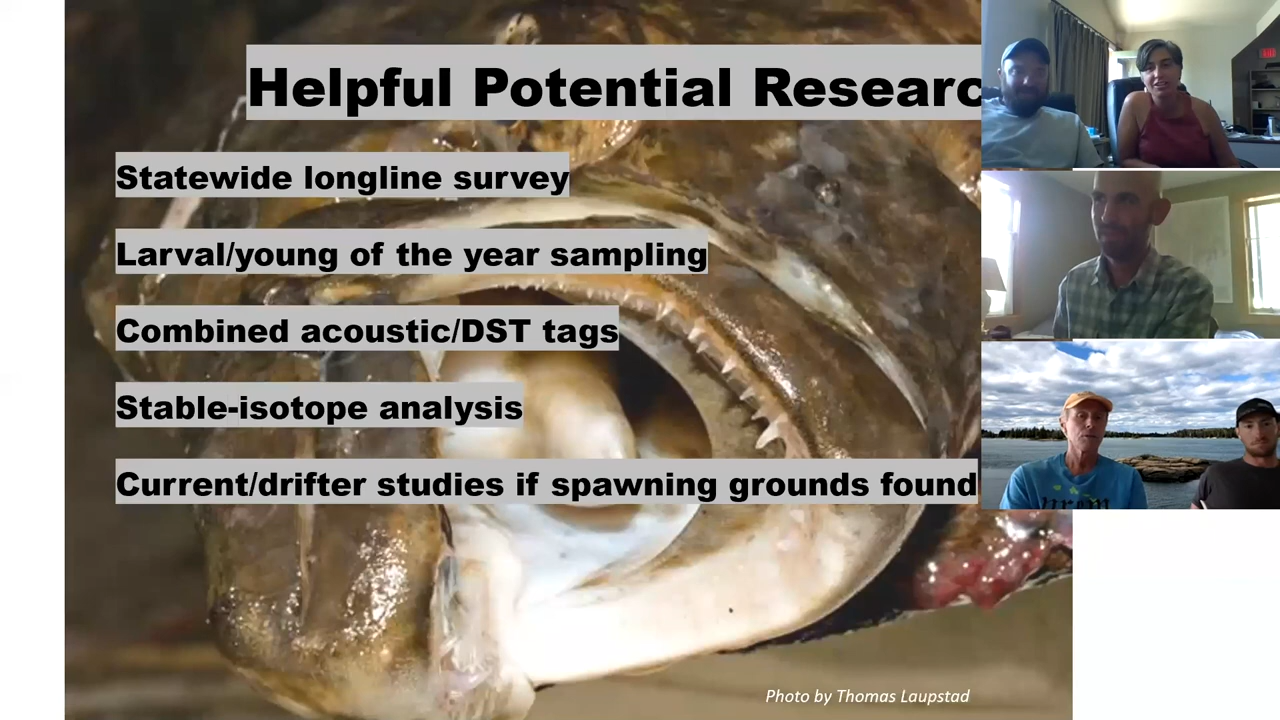 Helpful Potential Researc
Statewide longline survey
Larval/young of the year sampling
Combined acoustic/DST tags
Stable-isotope analysis
Current/drifter studies if spawning grounds found
Photo by Thomas Laupstad